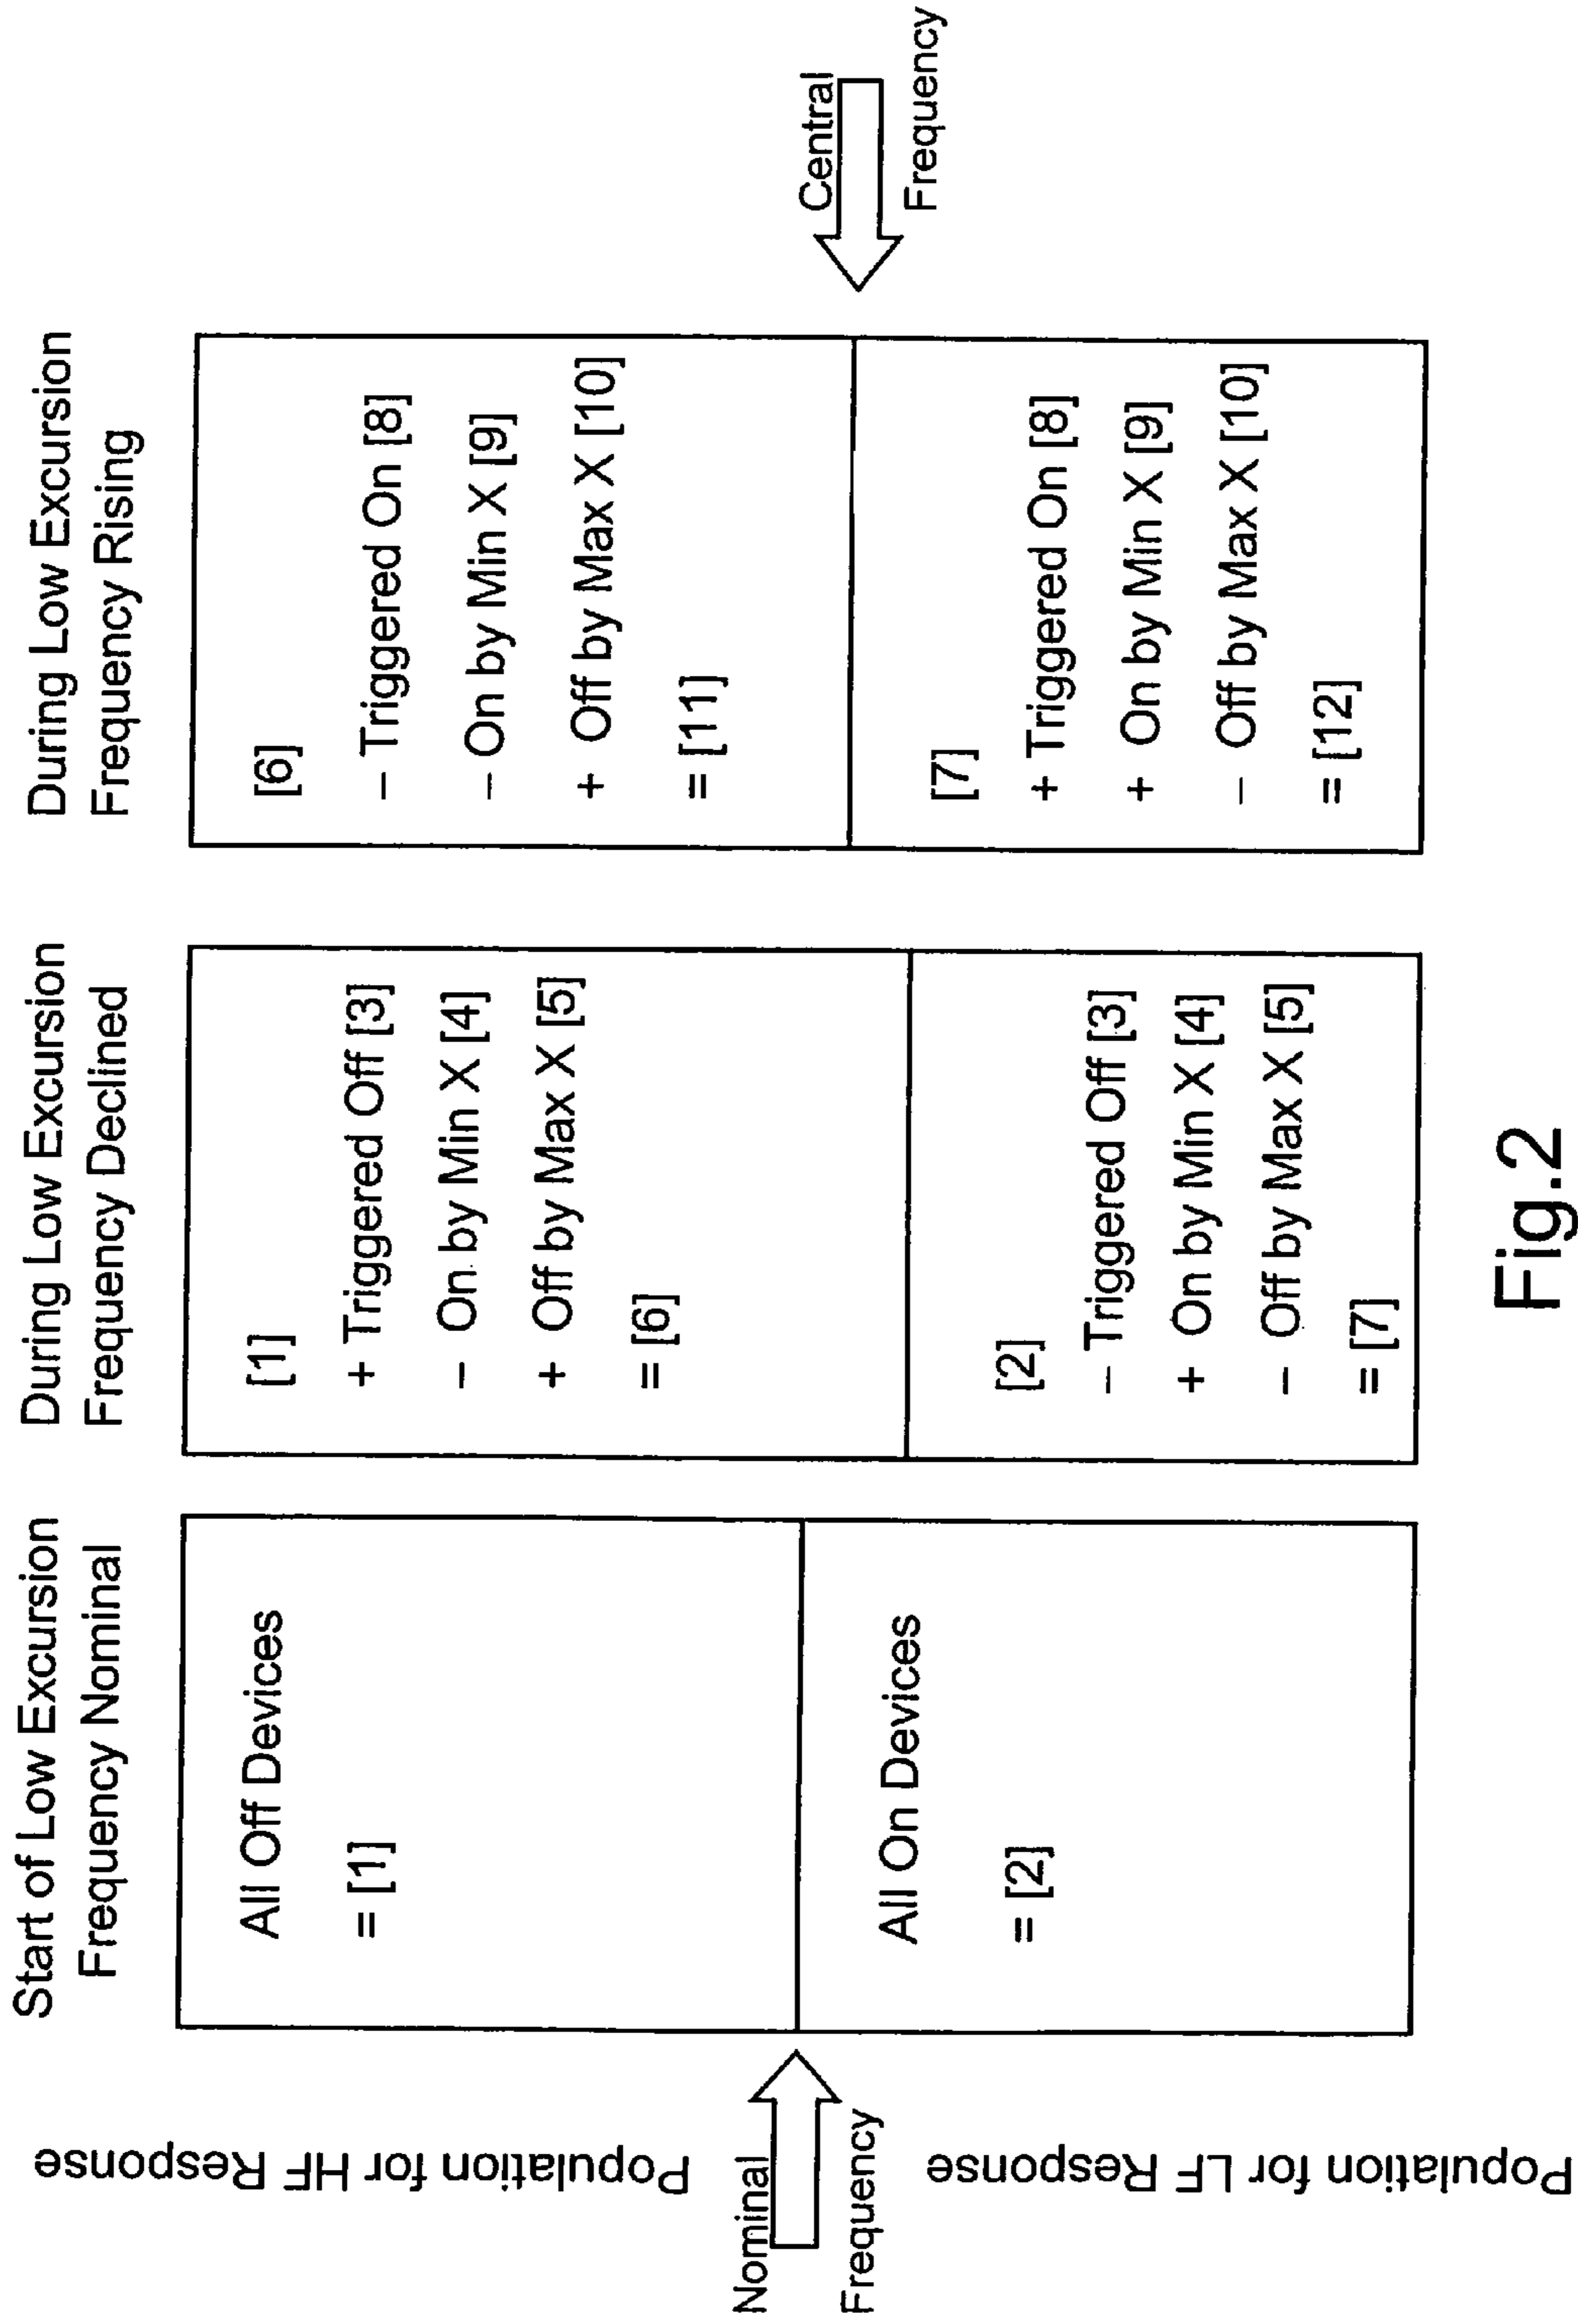 Start of Low Excursion
Frequency Nominal
During Low Excursion
Frequency Declined
During Low Excursion
Frequency Rising
Population for HF Response
Nominal
Frequency
Population for LF Response
All Off Devices
= [1]
All On Devices
= [2]
[1]
+ Triggered Off [3]
− On by Min X [4]
+ Off by Max X [5]
= [6]
[2]
− Triggered Off [3]
+ On by Min X [4]
− Off by Max X [5]
= [7]
[6]
− Triggered On [8]
− On by Min X [9]
+ Off by Max X [10]
= [11]
[7]
+ Triggered On [8]
+ On by Min X [9]
− Off by Max X [10]
= [12]
Central
Frequency
Fig.2